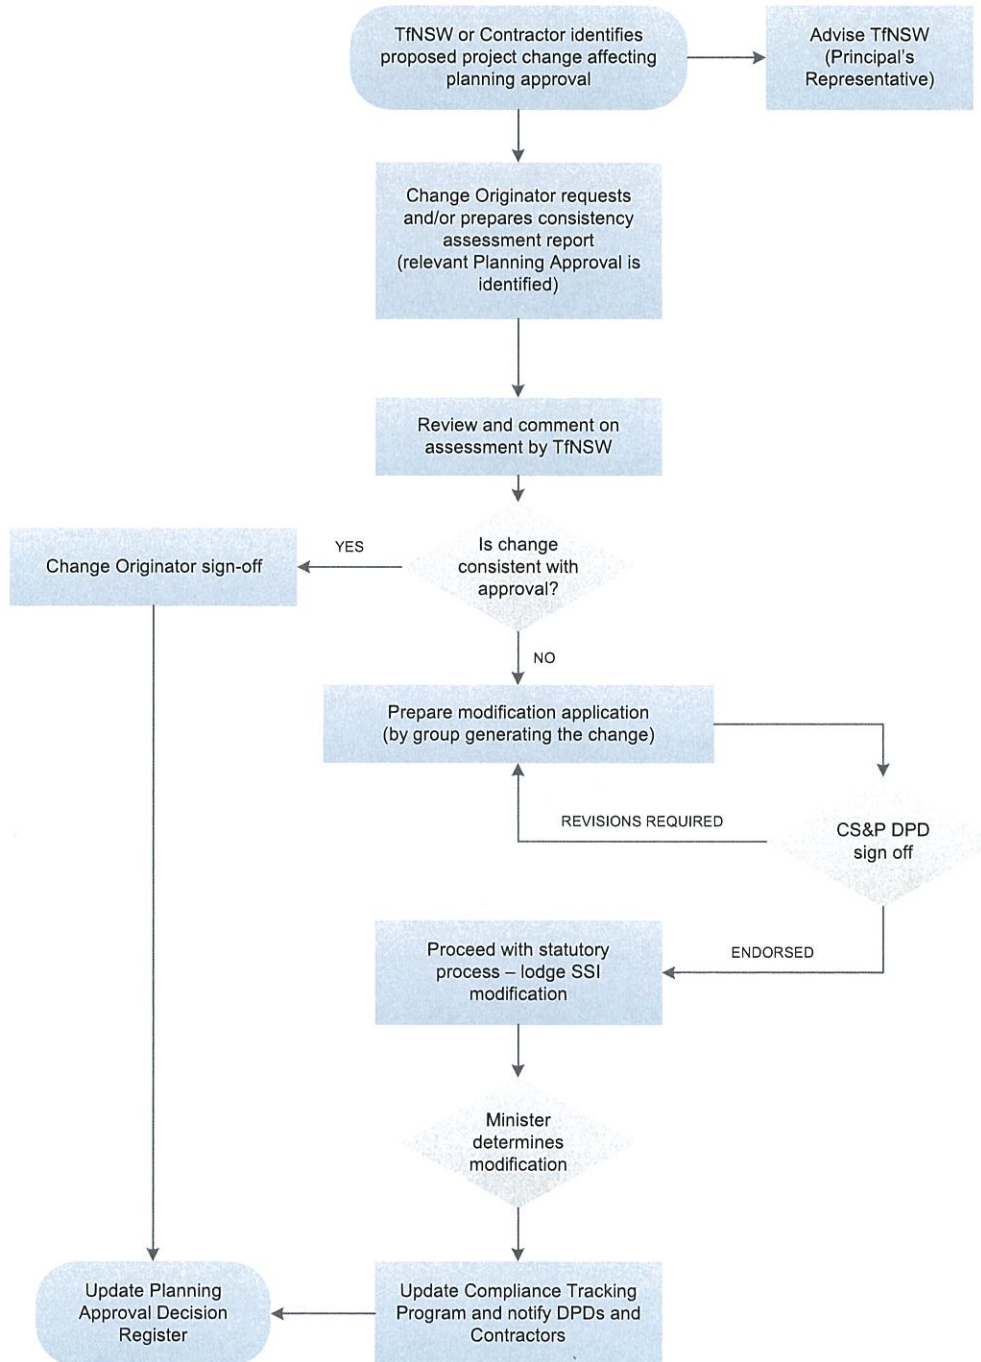 TfNSW or Contractor identifies
proposed project change affecting
planning approval
Advise TfNSW
(Principal's
Representative)
Change Originator requests
and/or prepares consistency
assessment report
(relevant Planning Approval is
identified)
Review and comment on
assessment by TfNSW
Is change
consistent with
approval?
YES
Change Originator sign-off
NO
Prepare modification application
(by group generating the change)
REVISIONS REQUIRED
CS&P DPD
sign off
ENDORSED
Proceed with statutory
process – lodge SSI
modification
Minister
determines
modification
Update Compliance Tracking
Program and notify DPDs and
Contractors
Update Planning
Approval Decision
Register